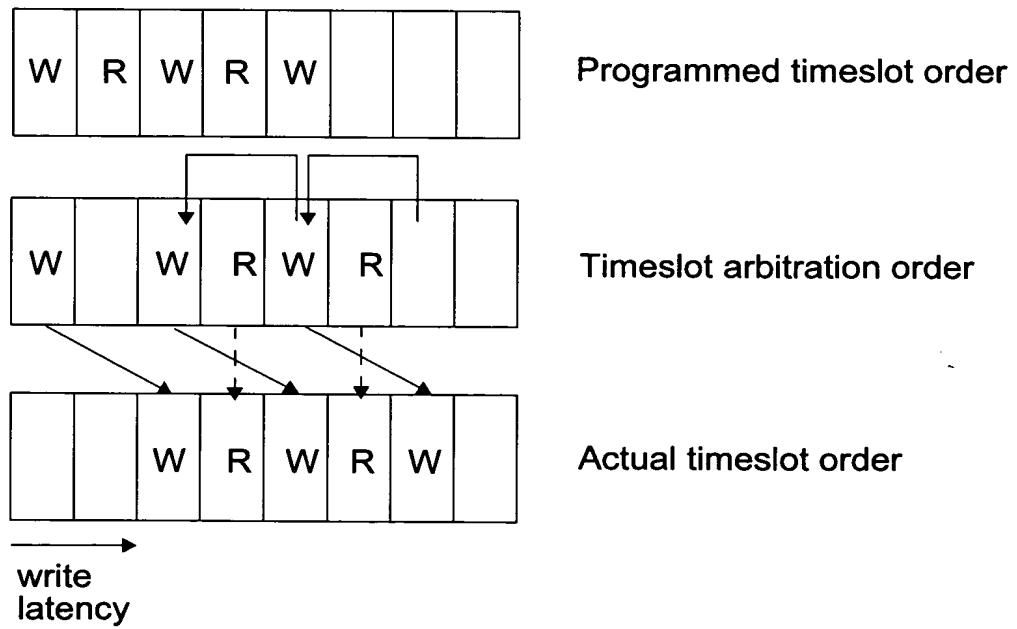 W R W R W Programmed timeslot order
W W R W R Timeslot arbitration order
W R W R W Actual timeslot order
write
latency